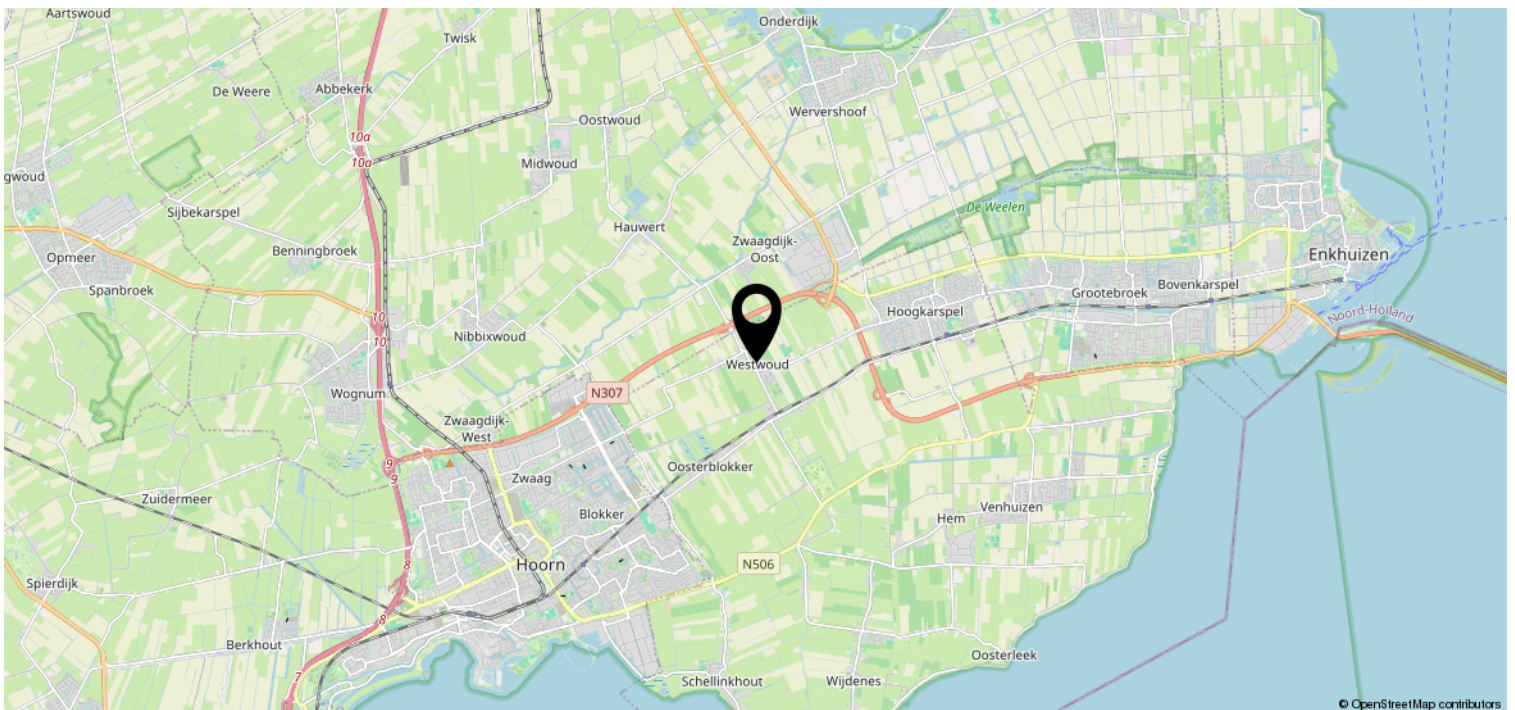 Aartswoud
Onderdijk
Twisk
De Weere
Abbekerk
Oostwoud
Wervershoof
10a
10a
Midwoud
gwoud
Sijbekarspel
De Weelen
Hauwert
Benningbroek
Zwaagdijk-
Oost
Opmeer
Enkhuizen
Spanbroek
Grootebroek
Bovenkarspel
Hoogkarspel
Noord-Holland
10
10
Nibbixwoud
Westwoud
Wognum
N307
Zwaagdijk-
West
9
9
Oosterblokker
Zwaag
Zuidermeer
Venhuizen
Blokker
Hem
Hoorn
N506
8
Spierdijk
8
Berkhout
Oosterleek
7
Schellinkhout
Wijdenes
© OpenStreetMap contributors